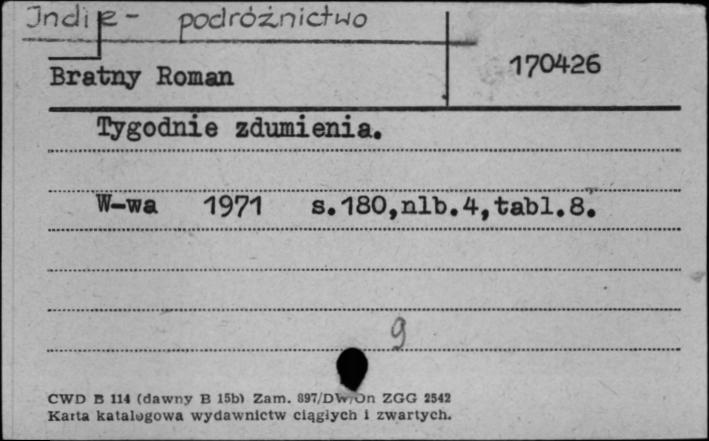 Indie - podróżnictwo
170426
Bratny Roman
Tygodnie zdumienia.
W-wa 1971 s.180,nlb.4,tabl.8.
9
CWD B 114 (dawny B 15b) Zam. 897/DW/On ZGG 2542
Karta katalogowa wydawnictw ciągłych i zwartych.